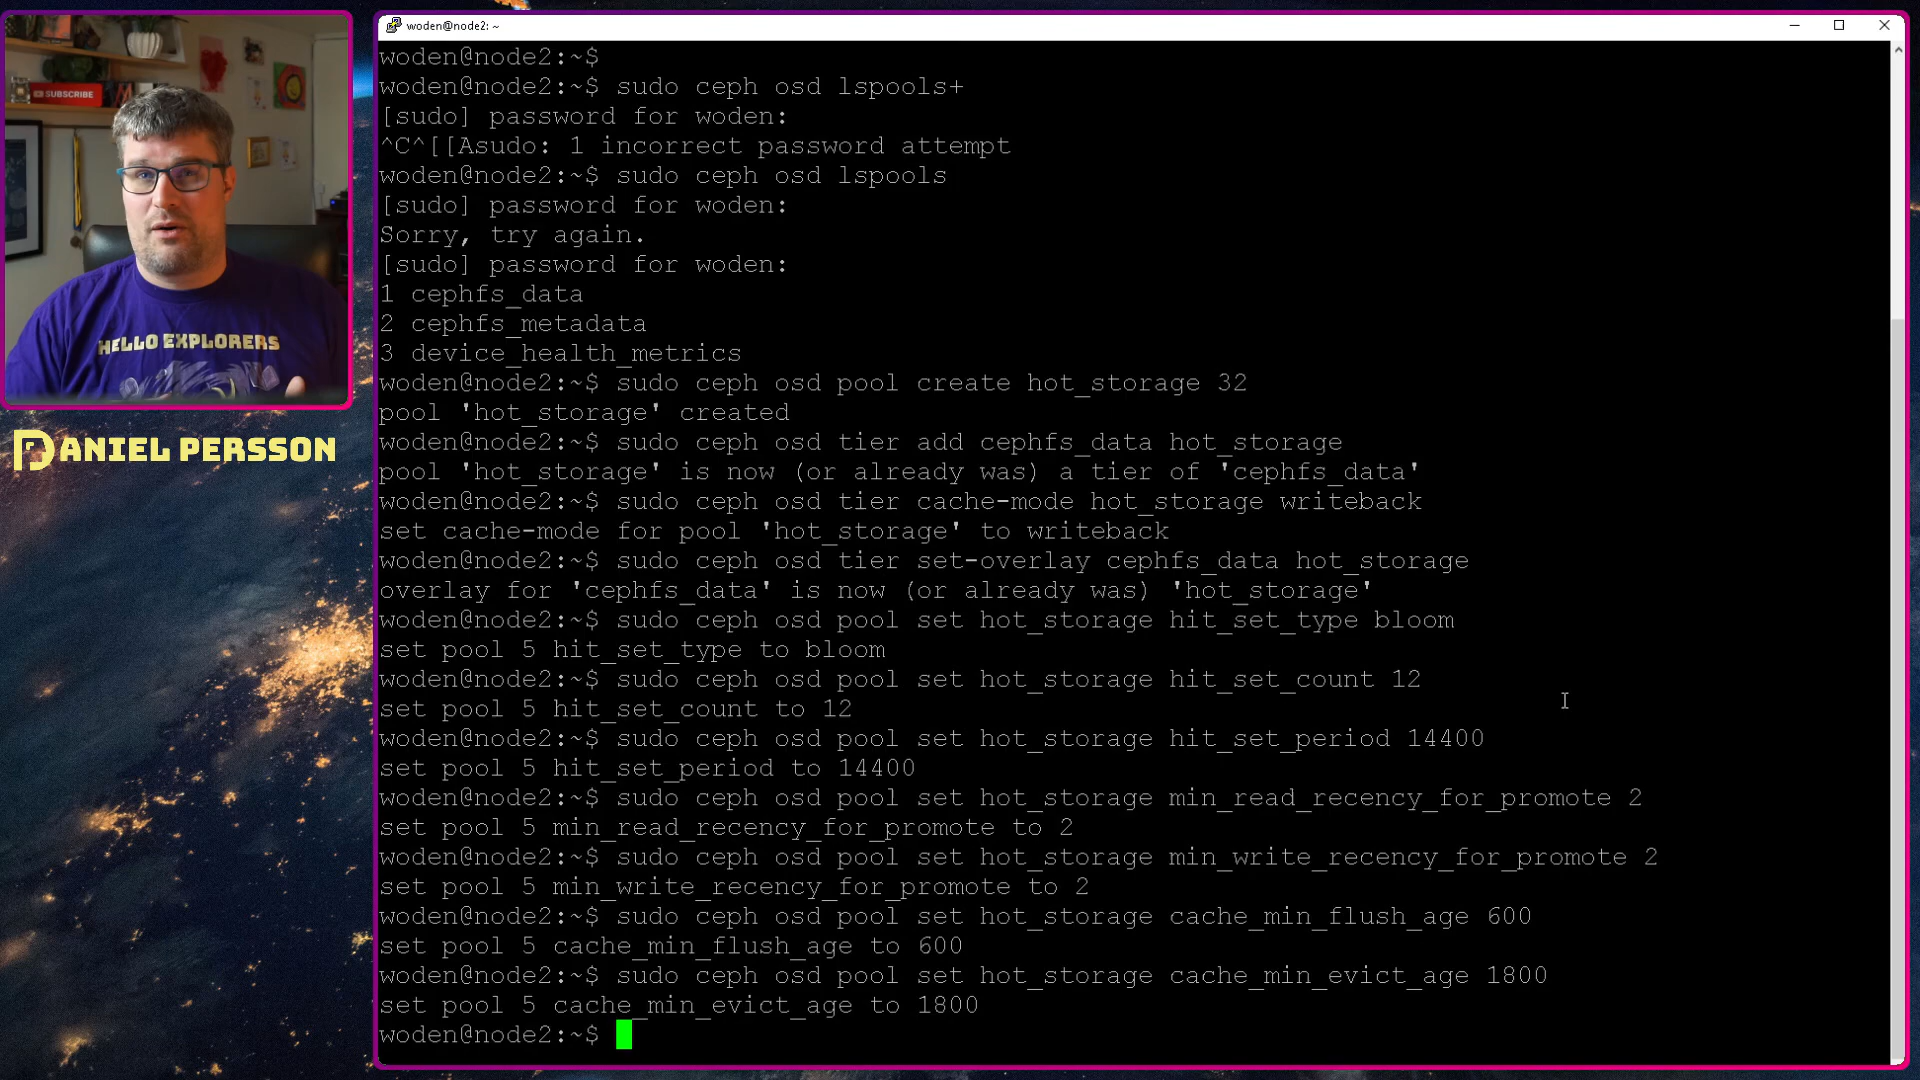 SUBSCRIBE
HELLO EXPLORERS
DANIEL PERSSON
woden@node2: ~
woden@node2:~$
woden@node2:~$ sudo ceph osd lspools+
[sudo] password for woden:
^C^[[Asudo: 1 incorrect password attempt
woden@node2:~$ sudo ceph osd lspools
[sudo] password for woden:
Sorry, try again.
[sudo] password for woden:
1 cephfs_data
2 cephfs_metadata
3 device_health_metrics
woden@node2:~$ sudo ceph osd pool create hot_storage 32
pool 'hot_storage' created
woden@node2:~$ sudo ceph osd tier add cephfs_data hot_storage
pool 'hot_storage' is now (or already was) a tier of 'cephfs_data'
woden@node2:~$ sudo ceph osd tier cache-mode hot_storage writeback
set cache-mode for pool 'hot_storage' to writeback
woden@node2:~$ sudo ceph osd tier set-overlay cephfs_data hot_storage
overlay for 'cephfs_data' is now (or already was) 'hot_storage'
woden@node2:~$ sudo ceph osd pool set hot_storage hit_set_type bloom
set pool 5 hit_set_type to bloom
woden@node2:~$ sudo ceph osd pool set hot_storage hit_set_count 12
set pool 5 hit_set_count to 12
woden@node2:~$ sudo ceph osd pool set hot_storage hit_set_period 14400
set pool 5 hit_set_period to 14400
woden@node2:~$ sudo ceph osd pool set hot_storage min_read_recency_for_promote 2
set pool 5 min_read_recency_for_promote to 2
woden@node2:~$ sudo ceph osd pool set hot_storage min_write_recency_for_promote 2
set pool 5 min_write_recency_for_promote to 2
woden@node2:~$ sudo ceph osd pool set hot_storage cache_min_flush_age 600
set pool 5 cache_min_flush_age to 600
woden@node2:~$ sudo ceph osd pool set hot_storage cache_min_evict_age 1800
set pool 5 cache_min_evict_age to 1800
woden@node2:~$